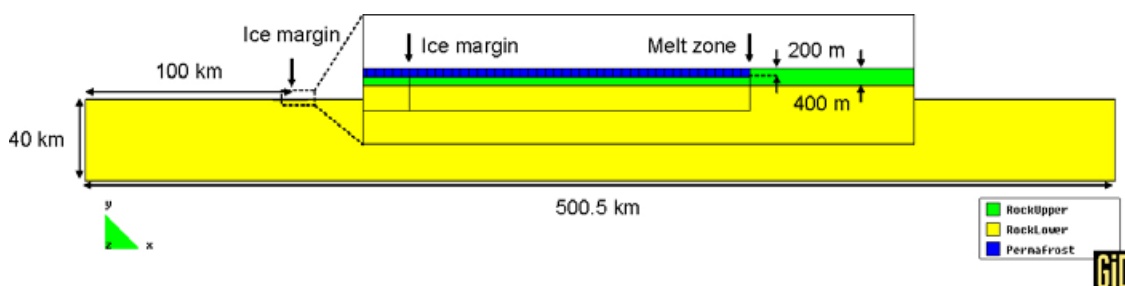 Ice margin
Ice margin
Melt zone
200 m
100 km
400 m
40 km
500.5 km
y
z
x
RockUpper
RockLower
Permafrost
GiD